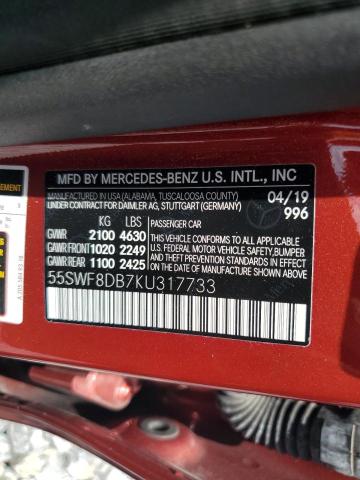 MFD BY MERCEDES-BENZ U.S. INTL., INC
MANUFACTURED IN USA (ALABAMA, TUSCALOOSA COUNTY)
UNDER CONTRACT FOR DAIMLER AG, STUTTGART (GERMANY)
04/19
996
KG LBS
GVWR 2100 4630
GAWR FRONT 1020 2249
GAWR REAR 1100 2425
PASSENGER CAR
THIS VEHICLE CONFORMS TO ALL APPLICABLE
U.S. FEDERAL MOTOR VEHICLE SAFETY, BUMPER
AND THEFT PREVENTION STANDARDS IN EFFECT
ON THE DATE OF MANUFACTURE SHOWN ABOVE
55SWF8DB7KU317733